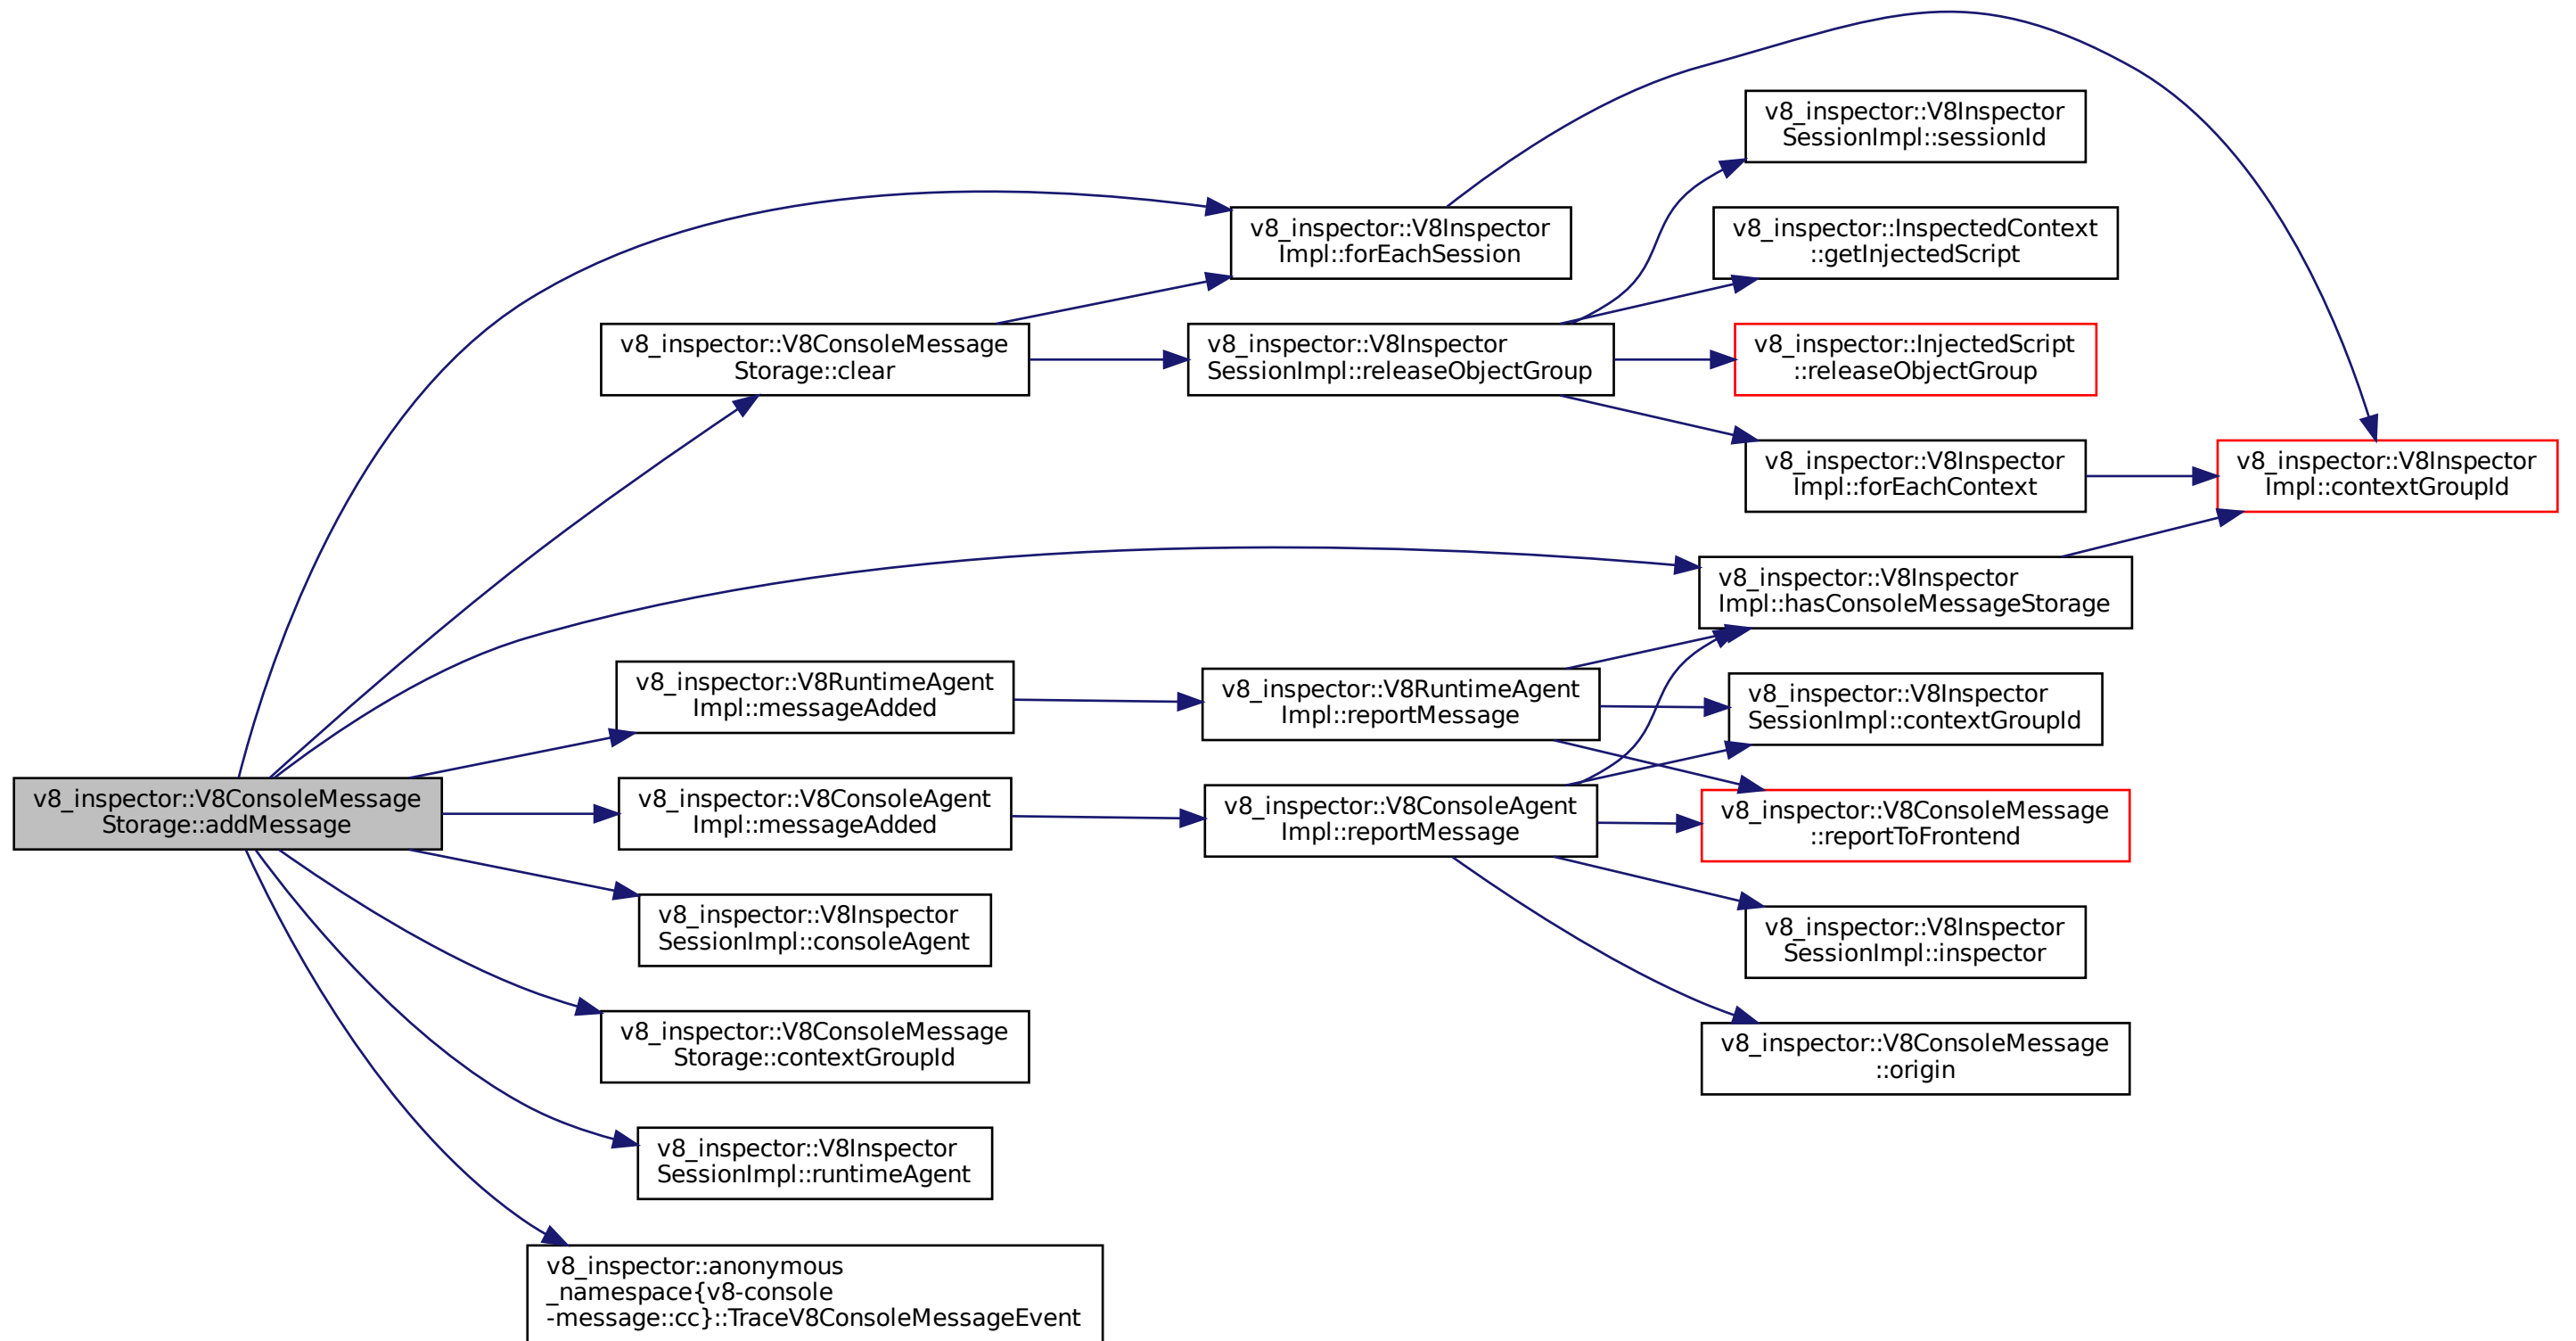 v8_inspector::V8ConsoleMessage
Storage::addMessage
v8_inspector::V8Inspector
Impl::forEachSession
v8_inspector::V8ConsoleMessage
Storage::clear
v8_inspector::V8Inspector
SessionImpl::releaseObjectGroup
v8_inspector::V8Inspector
SessionImpl::sessionId
v8_inspector::InspectedContext
::getInjectedScript
v8_inspector::InjectedScript
::releaseObjectGroup
v8_inspector::V8Inspector
Impl::forEachContext
v8_inspector::V8Inspector
Impl::contextGroupId
v8_inspector::V8Inspector
Impl::hasConsoleMessageStorage
v8_inspector::V8RuntimeAgent
Impl::messageAdded
v8_inspector::V8RuntimeAgent
Impl::reportMessage
v8_inspector::V8Inspector
SessionImpl::contextGroupId
v8_inspector::V8ConsoleAgent
Impl::messageAdded
v8_inspector::V8ConsoleAgent
Impl::reportMessage
v8_inspector::V8ConsoleMessage
::reportToFrontend
v8_inspector::V8Inspector
SessionImpl::inspector
v8_inspector::V8ConsoleMessage
::origin
v8_inspector::V8Inspector
SessionImpl::consoleAgent
v8_inspector::V8ConsoleMessage
Storage::contextGroupId
v8_inspector::V8Inspector
SessionImpl::runtimeAgent
v8_inspector::anonymous
_namespace{v8-console
-message::cc}::TraceV8ConsoleMessageEvent